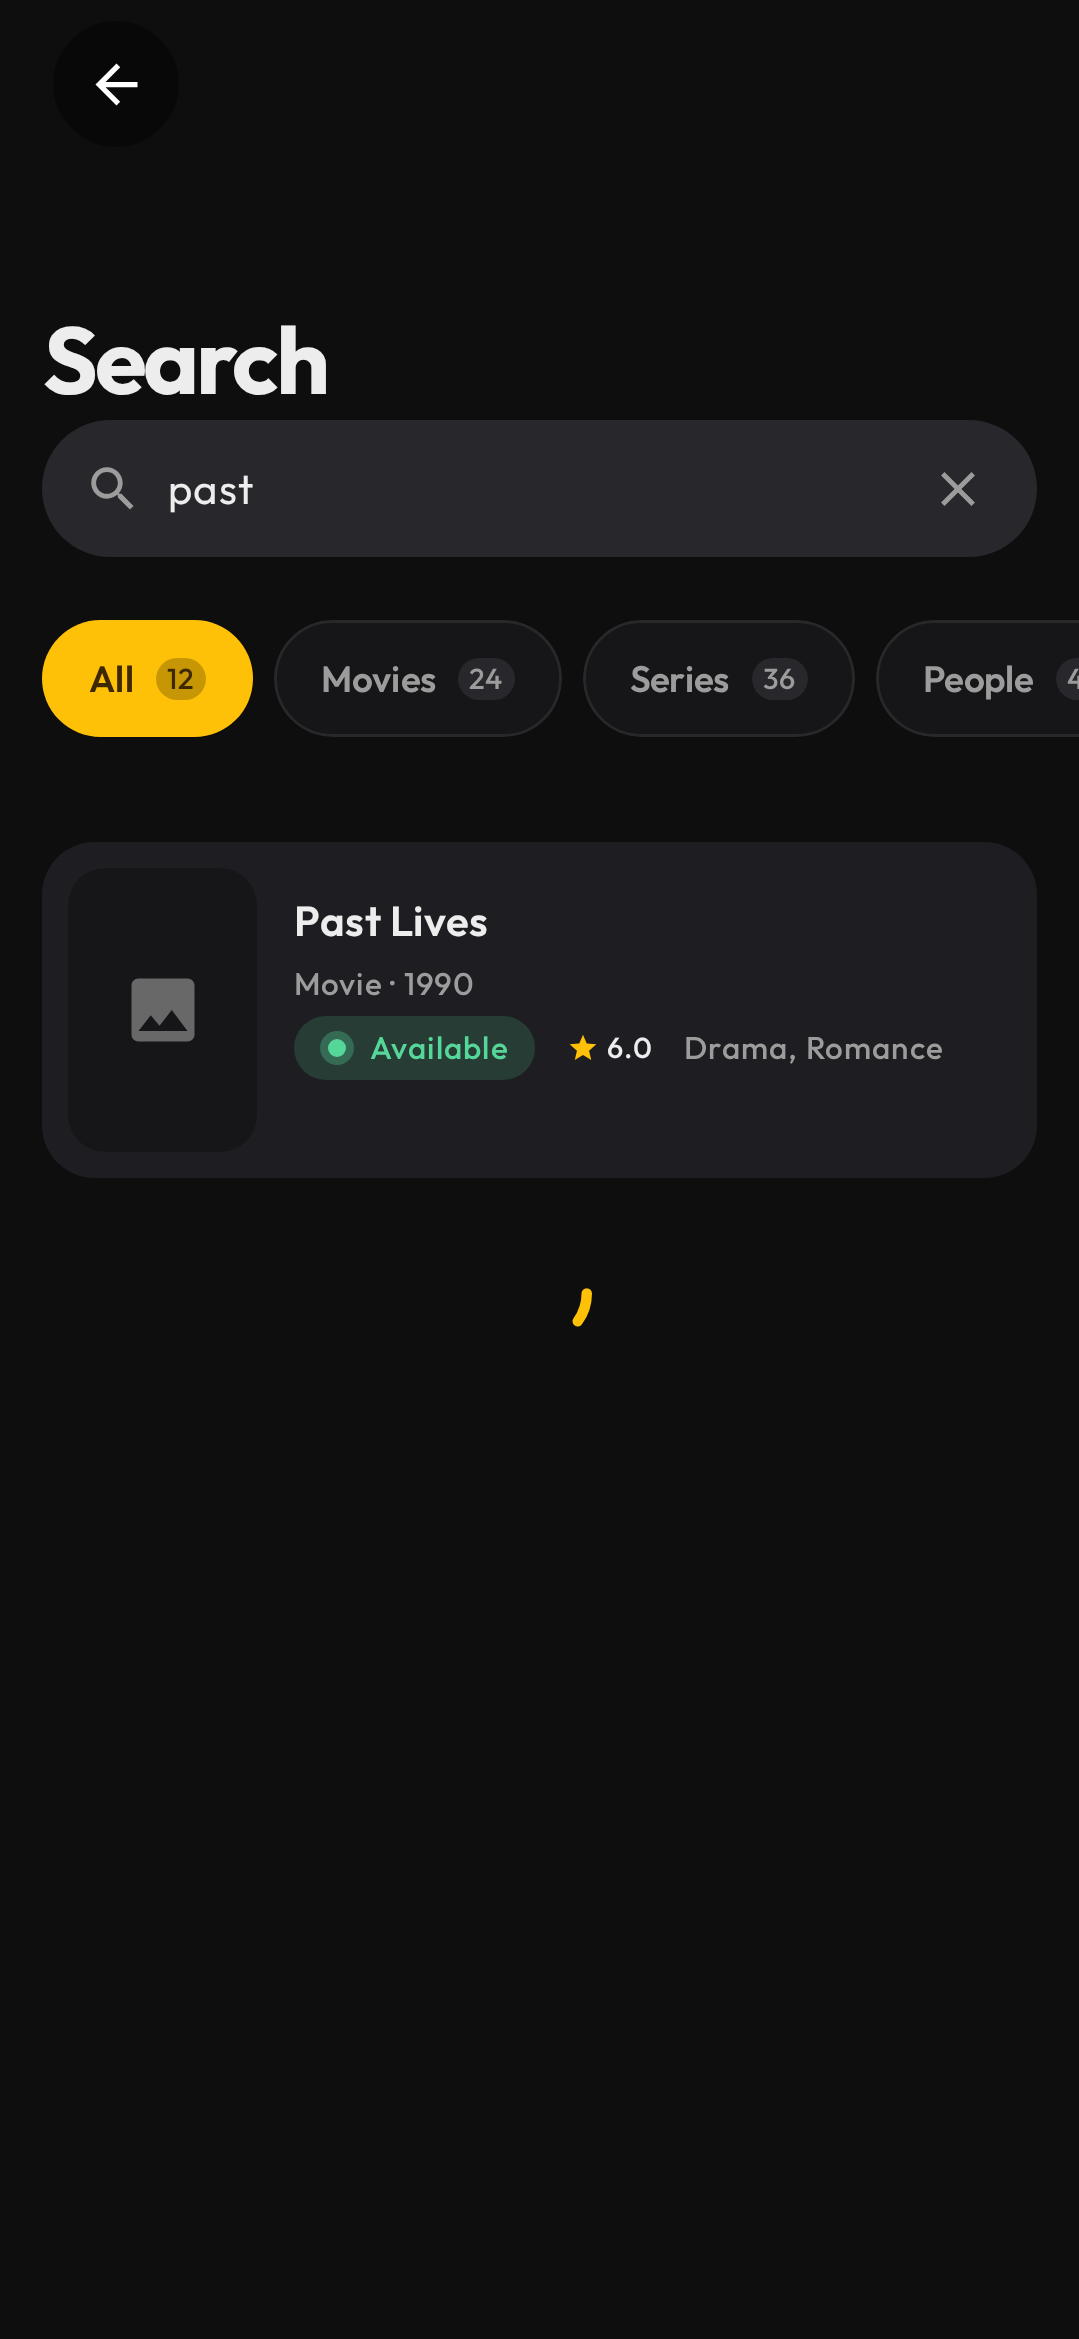 Search
past
All 12 Movies 24 Series 36 People
Past Lives
Movie · 1990
Available 6.0 Drama, Romance